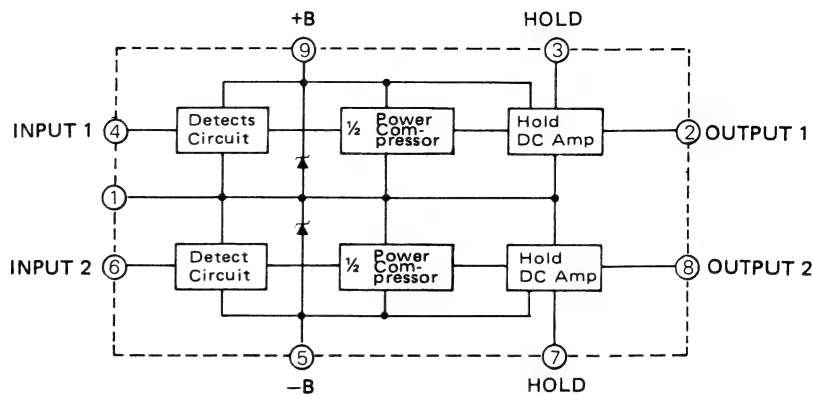 +B
HOLD
⑨
③
INPUT 1
④
Detects
Circuit
½
Power
Com-
pressor
Hold
DC Amp
②
OUTPUT 1
①
INPUT 2
⑥
Detect
Circuit
½
Power
Com-
pressor
Hold
DC Amp
⑧
OUTPUT 2
⑤
⑦
−B
HOLD